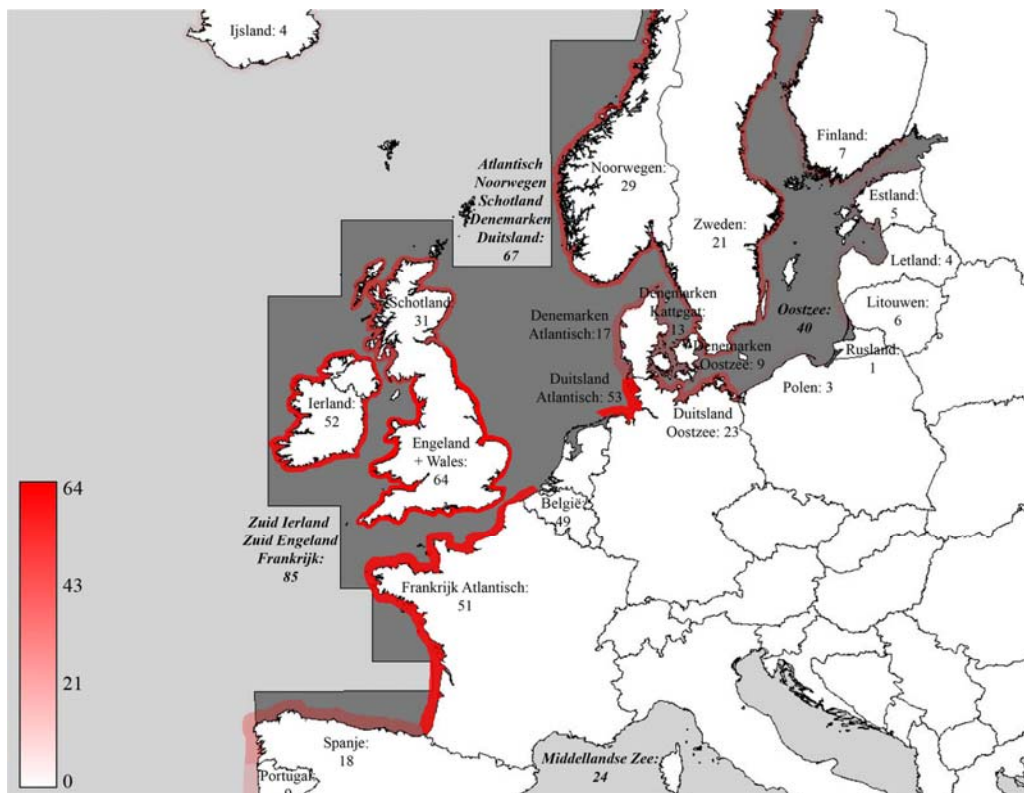 Ijsland: 4
Finland:
7
Atlantisch
Noorwegen
Schotland
Denemarken
Duitsland:
67
Noorwegen:
29
Zweden:
21
Estland:
5
Letland: 4
Litouwen:
6
Rusland:
1
Oostzee:
40
Polen: 3
Denemarken
Kattegat:
13
Denemarken
Atlantisch: 17
Denemarken
Oostzee: 9
Duitsland
Atlantisch: 53
Duitsland
Oostzee: 23
Schotland:
31
Ierland:
52
Engeland
+ Wales:
64
België:
49
Zuid Ierland
Zuid Engeland
Frankrijk:
85
Frankrijk Atlantisch:
51
64
43
21
0
Spanje:
18
Portugal:
Middellandse Zee:
24